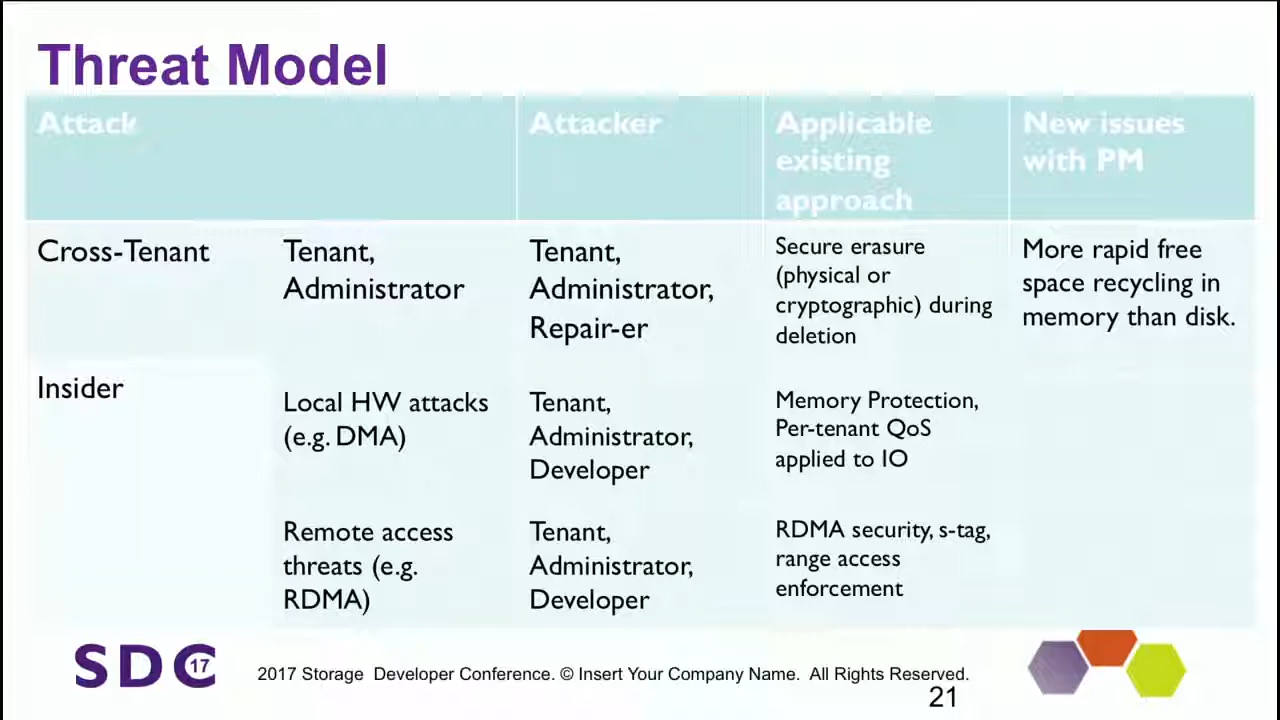 Threat Model
Attack
Attacker
Applicable
existing
approach
New issues
with PM
Cross-Tenant
Tenant,
Administrator
Tenant,
Administrator,
Repair-er
Secure erasure
(physical or
cryptographic) during
deletion
More rapid free
space recycling in
memory than disk.
Insider
Local HW attacks
(e.g. DMA)
Tenant,
Administrator,
Developer
Memory Protection,
Per-tenant QoS
applied to IO
Remote access
threats (e.g.
RDMA)
Tenant,
Administrator,
Developer
RDMA security, s-tag,
range access
enforcement
SDC 17
2017 Storage Developer Conference. © Insert Your Company Name. All Rights Reserved.
21